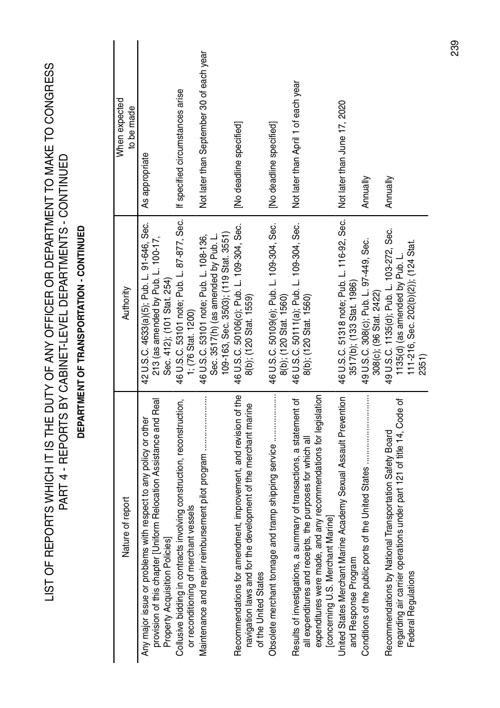 LIST OF REPORTS WHICH IT IS THE DUTY OF ANY OFFICER OR DEPARTMENT TO MAKE TO CONGRESS
PART 4 - REPORTS BY CABINET-LEVEL DEPARTMENTS - CONTINUED
DEPARTMENT OF TRANSPORTATION - CONTINUED
Nature of report
Authority
When expected
to be made
Any major issue or problems with respect to any policy or other
provision of this chapter [Uniform Relocation Assistance and Real
Property Acquisition Policies]
42 U.S.C. 4633(a)(5); Pub. L. 91-646, Sec.
213 (as amended by Pub. L. 100-17,
Sec. 412); (101 Stat. 254)
As appropriate
Collusive bidding in contracts involving construction, reconstruction,
or reconditioning of merchant vessels
46 U.S.C. 53101 note; Pub. L. 87-877, Sec.
1; (76 Stat. 1200)
If specified circumstances arise
Maintenance and repair reimbursement pilot program
46 U.S.C. 53101 note; Pub. L. 108-136,
Sec. 3517(h) (as amended by Pub. L.
109-163, Sec. 3503); (119 Stat. 3551)
Not later than September 30 of each year
Recommendations for amendment, improvement, and revision of the
navigation laws and for the development of the merchant marine
of the United States
46 U.S.C. 50106(c); Pub. L. 109-304, Sec.
8(b); (120 Stat. 1559)
[No deadline specified]
Obsolete merchant tonnage and tramp shipping service
46 U.S.C. 50109(e); Pub. L. 109-304, Sec.
8(b); (120 Stat. 1560)
[No deadline specified]
Results of investigations, a summary of transactions, a statement of
all expenditures and receipts, the purposes for which all
expenditures were made, and any recommendations for legislation
[concerning U.S. Merchant Marine]
46 U.S.C. 50111(a); Pub. L. 109-304, Sec.
8(b); (120 Stat. 1560)
Not later than April 1 of each year
United States Merchant Marine Academy Sexual Assault Prevention
and Response Program
46 U.S.C. 51318 note; Pub. L. 116-92, Sec.
3517(b); (133 Stat. 1986)
Not later than June 17, 2020
Conditions of the public ports of the United States
49 U.S.C. 308(c); Pub. L. 97-449, Sec.
308(c); (96 Stat. 2422)
Annually
Recommendations by National Transportation Safety Board
regarding air carrier operations under part 121 of title 14, Code of
Federal Regulations
49 U.S.C. 1135(d); Pub. L. 103-272, Sec.
1135(d) (as amended by Pub. L.
111-216, Sec. 202(b)(2)); (124 Stat.
2351)
Annually
239